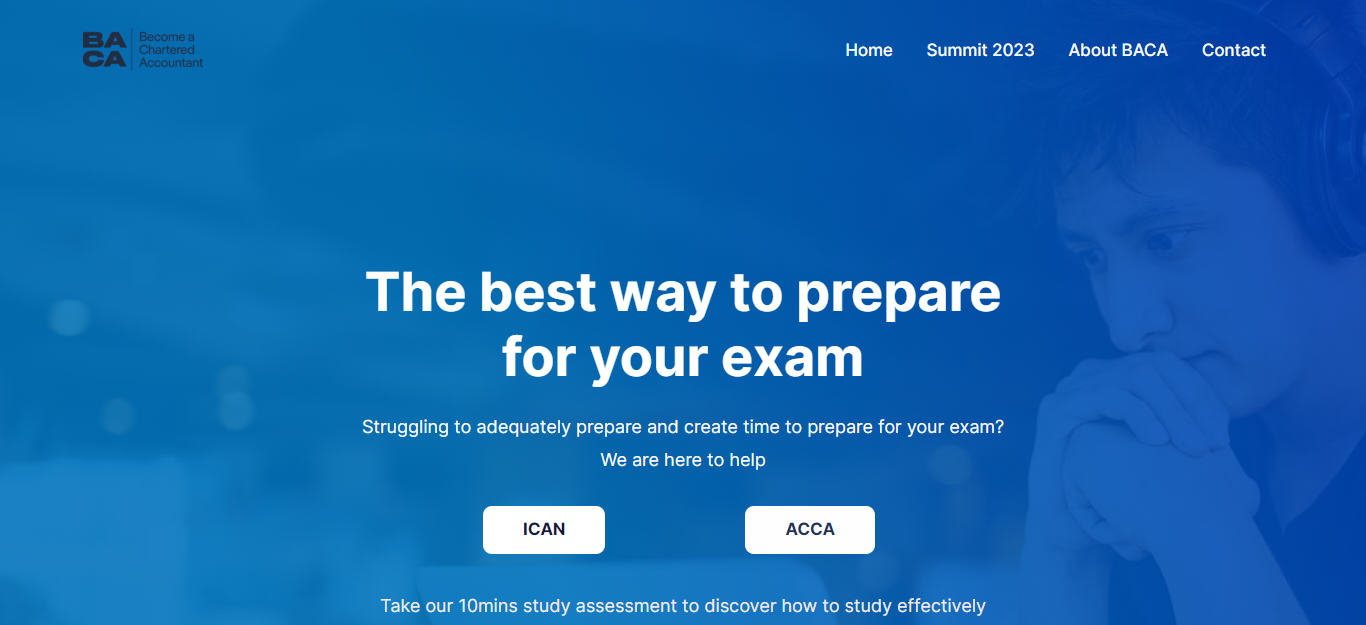 BA
CA
Become a
Chartered
Accountant
Home Summit 2023 About BACA Contact
The best way to prepare
for your exam
Struggling to adequately prepare and create time to prepare for your exam?
We are here to help
ICAN ACCA
Take our 10mins study assessment to discover how to study effectively